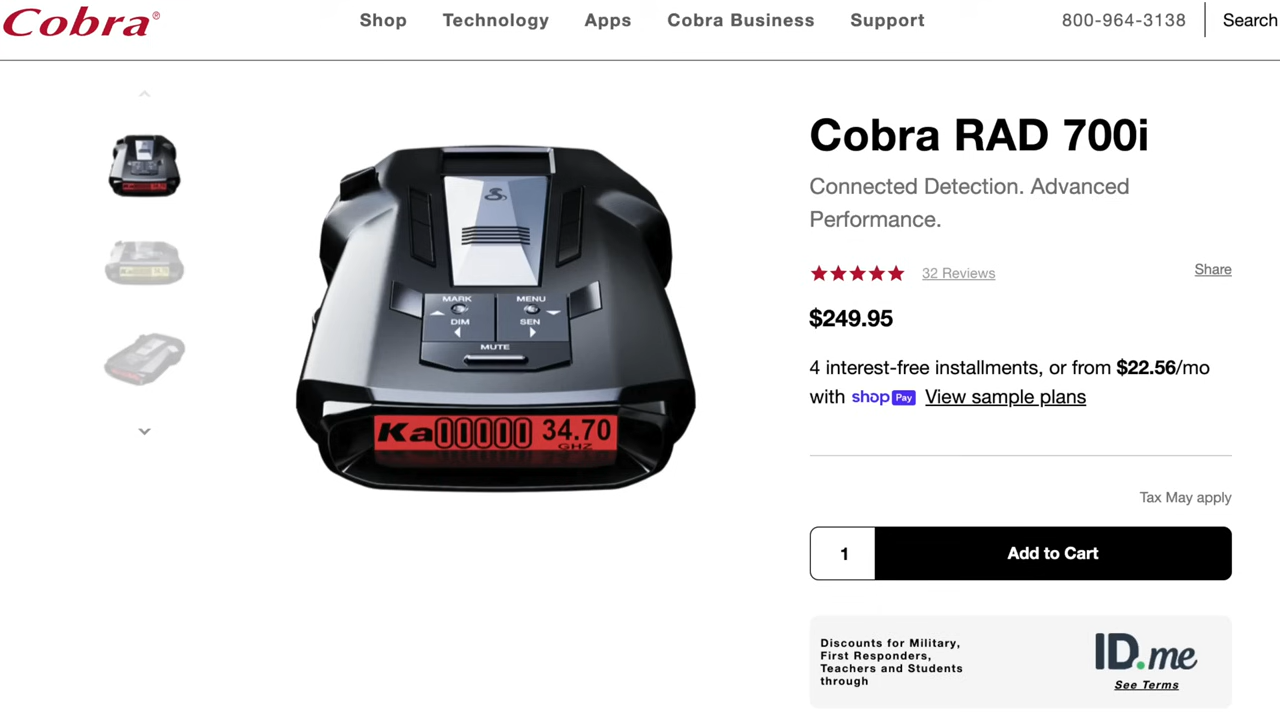 Cobra®
Shop Technology Apps Cobra Business Support 800-964-3138 Search
Cobra RAD 700i
Connected Detection. Advanced
Performance.
32 Reviews
Share
$249.95
4 interest-free installments, or from $22.56/mo
with shop Pay View sample plans
Tax May apply
1
Add to Cart
Discounts for Military,
First Responders,
Teachers and Students
through
ID.me
See Terms
MARK MENU
DIM SEN
MUTE
Ka00000 34.70
GHZ